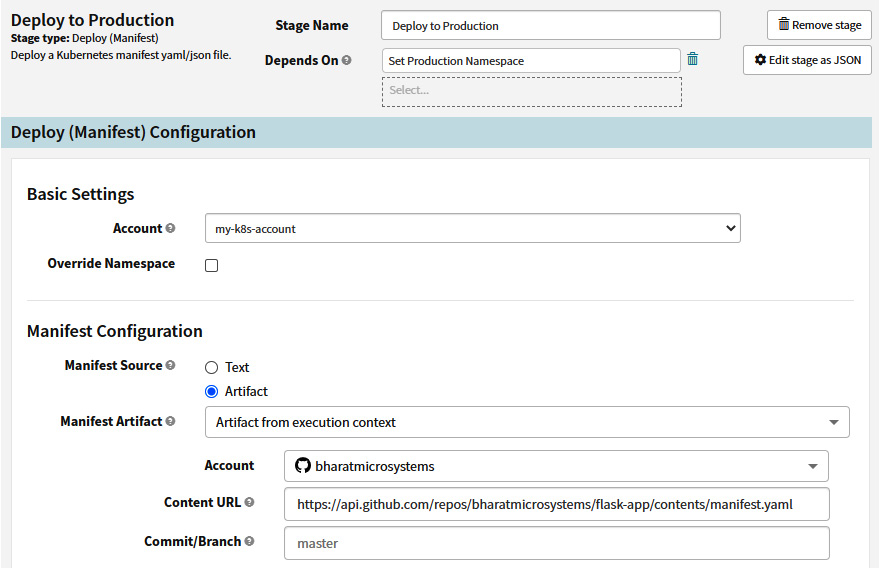 Deploy to Production
Stage type: Deploy (Manifest)
Deploy a Kubernetes manifest yaml/json file.
Stage Name
Deploy to Production
Remove stage
Depends On
Set Production Namespace
Edit stage as JSON
Select...
Deploy (Manifest) Configuration
Basic Settings
Account
my-k8s-account
Override Namespace
Manifest Configuration
Manifest Source
Text
Artifact
Manifest Artifact
Artifact from execution context
Account
bharatmicrosystems
Content URL
https://api.github.com/repos/bharatmicrosystems/flask-app/contents/manifest.yaml
Commit/Branch
master